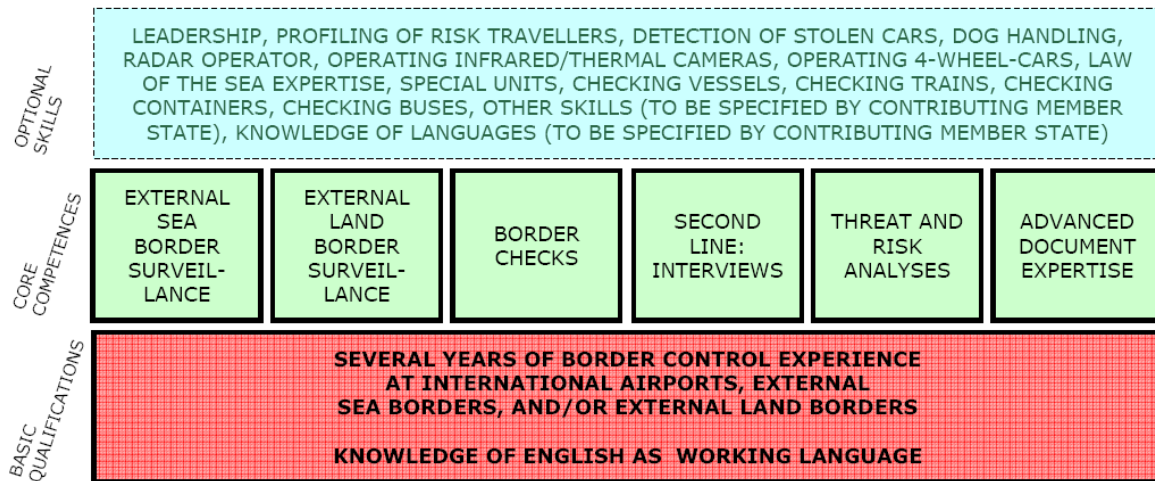 OPTIONAL
SKILLS
LEADERSHIP, PROFILING OF RISK TRAVELLERS, DETECTION OF STOLEN CARS, DOG HANDLING,
RADAR OPERATOR, OPERATING INFRARED/THERMAL CAMERAS, OPERATING 4-WHEEL-CARS, LAW
OF THE SEA EXPERTISE, SPECIAL UNITS, CHECKING VESSELS, CHECKING TRAINS, CHECKING
CONTAINERS, CHECKING BUSES, OTHER SKILLS (TO BE SPECIFIED BY CONTRIBUTING MEMBER
STATE), KNOWLEDGE OF LANGUAGES (TO BE SPECIFIED BY CONTRIBUTING MEMBER STATE)
CORE
COMPETENCES
EXTERNAL
SEA
BORDER
SURVEIL-
LANCE
EXTERNAL
LAND
BORDER
SURVEIL-
LANCE
BORDER
CHECKS
SECOND
LINE:
INTERVIEWS
THREAT AND
RISK
ANALYSES
ADVANCED
DOCUMENT
EXPERTISE
BASIC
QUALIFICATIONS
SEVERAL YEARS OF BORDER CONTROL EXPERIENCE
AT INTERNATIONAL AIRPORTS, EXTERNAL
SEA BORDERS, AND/OR EXTERNAL LAND BORDERS
KNOWLEDGE OF ENGLISH AS WORKING LANGUAGE